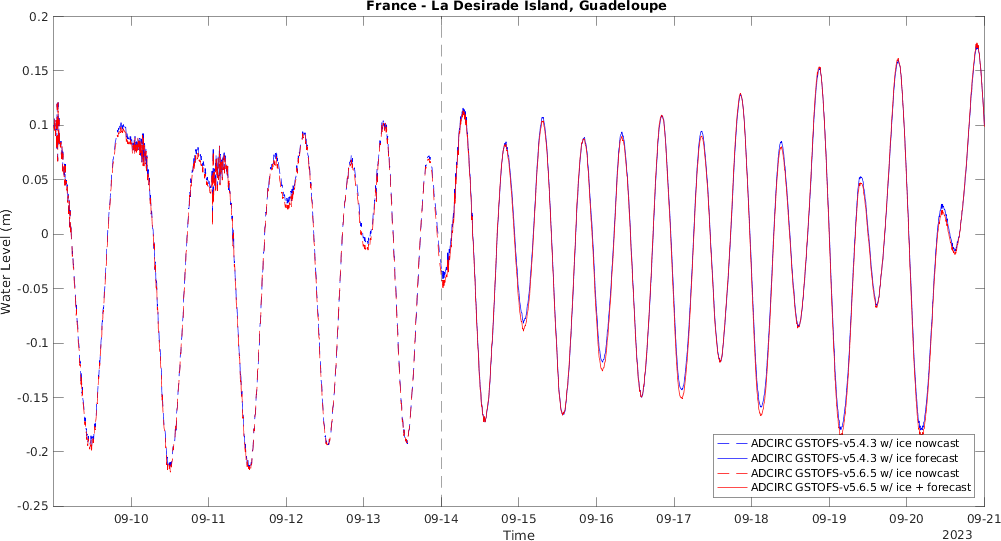 France - La Desirade Island, Guadeloupe
0.2
0.15
0.1
0.05
0
-0.05
-0.1
-0.15
-0.2
-0.25
Water Level (m)
ADCIRC GSTOFS-v5.4.3 w/ ice nowcast
ADCIRC GSTOFS-v5.4.3 w/ ice forecast
ADCIRC GSTOFS-v5.6.5 w/ ice nowcast
ADCIRC GSTOFS-v5.6.5 w/ ice + forecast
09-10 09-11 09-12 09-13 09-14 09-15 09-16 09-17 09-18 09-19 09-20 09-21
Time
2023